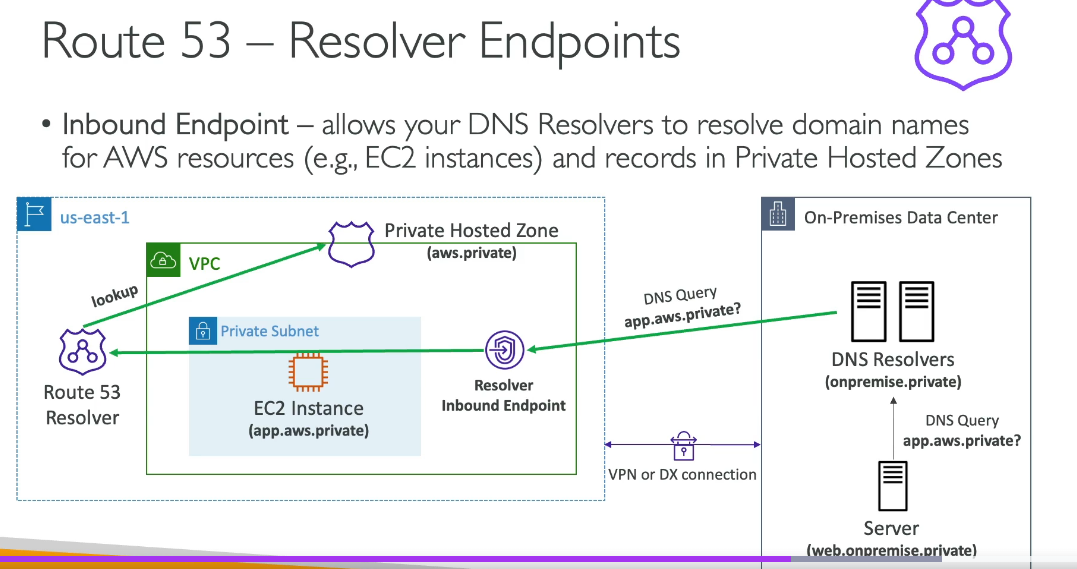 Route 53 – Resolver Endpoints
• Inbound Endpoint – allows your DNS Resolvers to resolve domain names
for AWS resources (e.g., EC2 instances) and records in Private Hosted Zones
us-east-1
Private Hosted Zone
(aws.private)
VPC
lookup
Private Subnet
Route 53
Resolver
EC2 Instance
(app.aws.private)
Resolver
Inbound Endpoint
DNS Query
app.aws.private?
VPN or DX connection
On-Premises Data Center
DNS Resolvers
(onpremise.private)
DNS Query
app.aws.private?
Server
(web.onpremise.private)